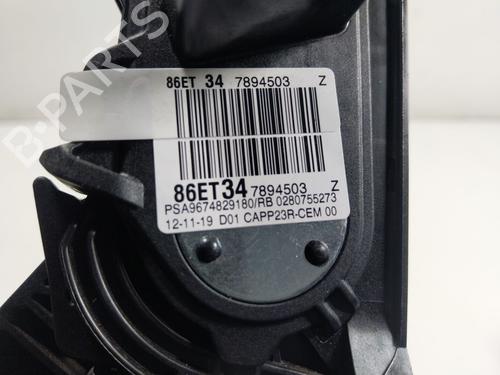 86ET 34 7894503 Z
86ET34 7894503 Z
PSA9674829180/RB 0280755273
12-11-19 D01 CAPP23R-CEM 00
B-PARTS